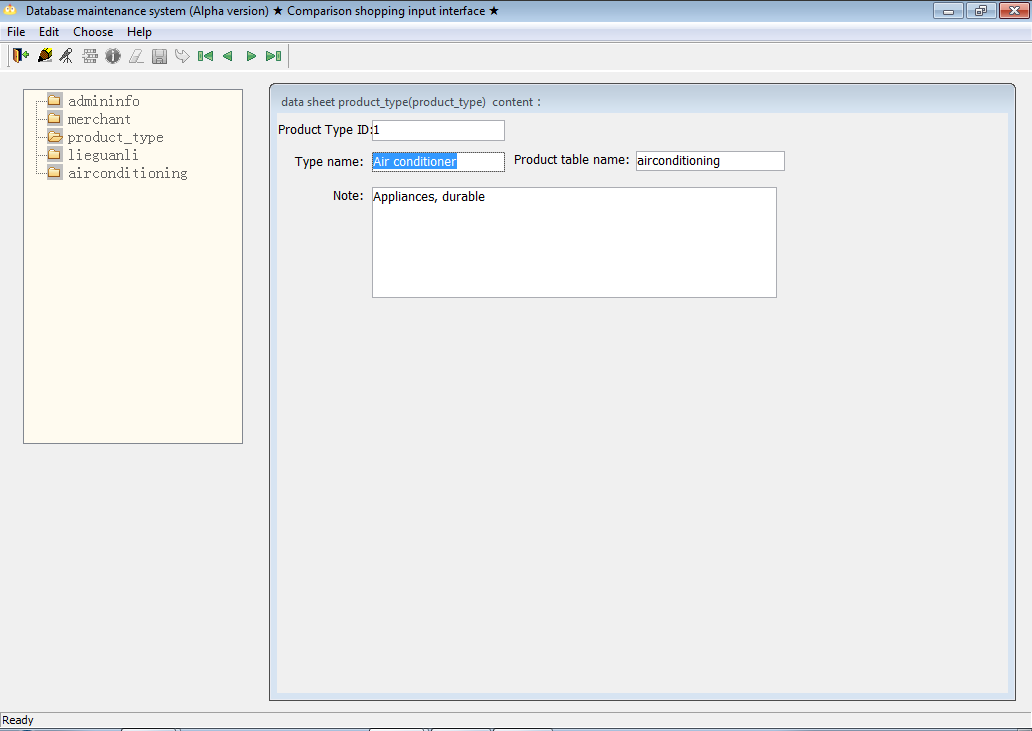 Database maintenance system (Alpha version) ★ Comparison shopping input interface ★
File Edit Choose Help
admininfo
merchant
product_type
lieguanli
airconditioning
data sheet product_type(product_type) content :
Product Type ID:1
Type name: Air conditioner Product table name: airconditioning
Note: Appliances, durable
Ready